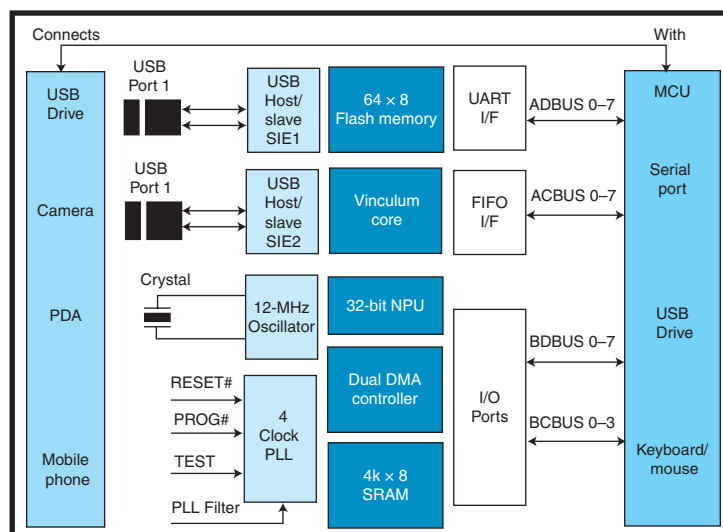 Connects
With
USB
Drive
Camera
PDA
Mobile
phone
USB
Port 1
USB
Port 1
Crystal
RESET#
PROG#
TEST
PLL Filter
USB
Host/
slave
SIE1
USB
Host/
slave
SIE2
12-MHz
Oscillator
4
Clock
PLL
64 × 8
Flash memory
Vinculum
core
32-bit NPU
Dual DMA
controller
4k × 8
SRAM
UART
I/F
FIFO
I/F
I/O
Ports
ADBUS 0–7
ACBUS 0–7
BDBUS 0–7
BCBUS 0–3
MCU
Serial
port
USB
Drive
Keyboard/
mouse